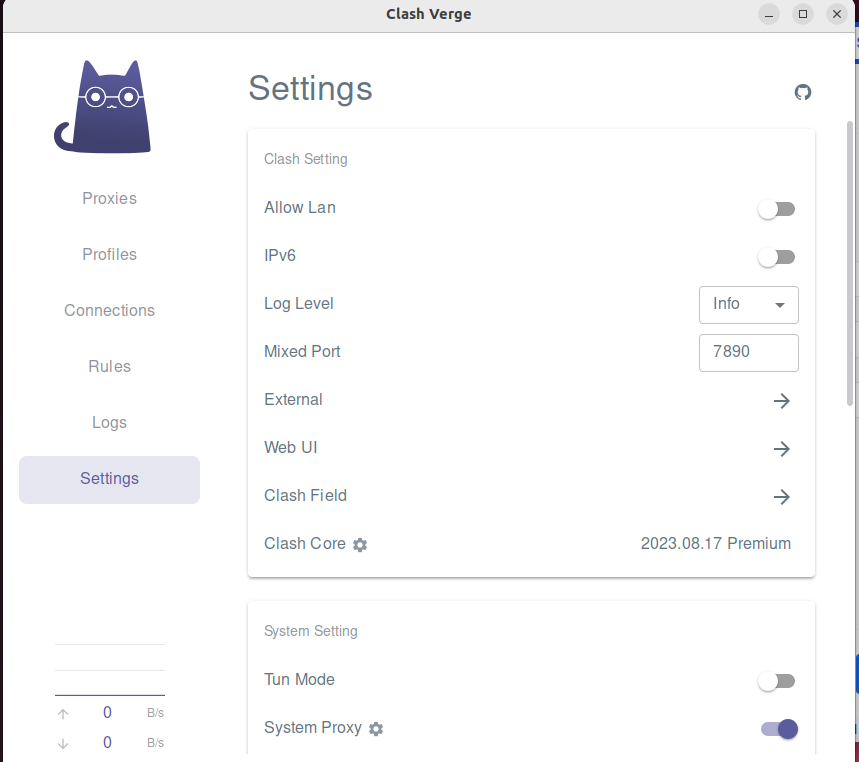 Clash Verge
Settings
Proxies
Profiles
Connections
Rules
Logs
Settings
0 B/s
0 B/s
Clash Setting
Allow Lan
IPv6
Log Level Info
Mixed Port 7890
External
Web UI
Clash Field
Clash Core 2023.08.17 Premium
System Setting
Tun Mode
System Proxy